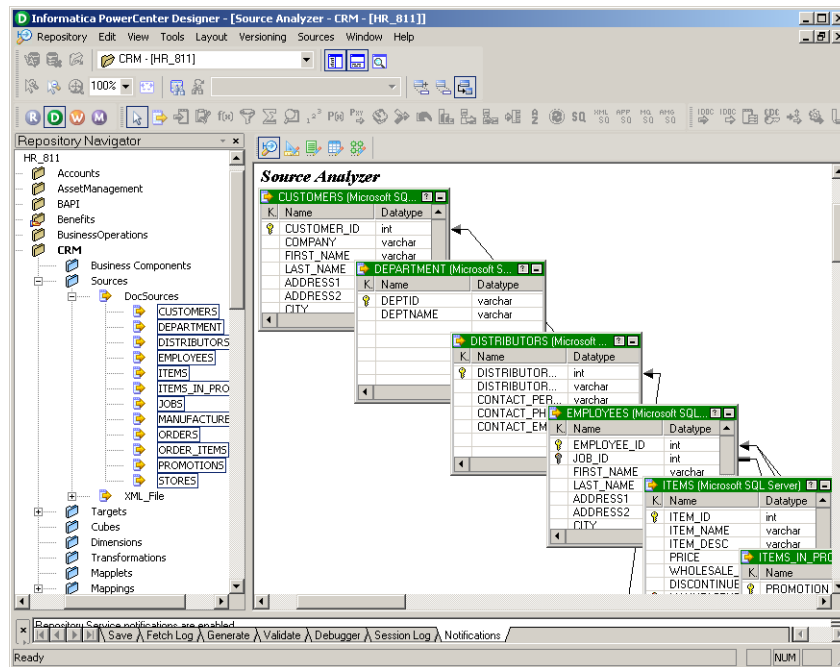 Informatica PowerCenter Designer - [Source Analyzer - CRM - [HR_811]]
Repository Edit View Tools Layout Versioning Sources Window Help
CRM - [HR_811]
100%
R D W M
Repository Navigator
HR_811
Accounts
AssetManagement
BAPI
Benefits
BusinessOperations
CRM
Business Components
Sources
DocSources
CUSTOMERS
DEPARTMENT
DISTRIBUTORS
EMPLOYEES
ITEMS
ITEMS_IN_PRO
JOBS
MANUFACTURE
ORDERS
ORDER_ITEMS
PROMOTIONS
STORES
XML_File
Targets
Cubes
Dimensions
Transformations
Mapplets
Mappings
Source Analyzer
CUSTOMERS (Microsoft SQ...
K. Name Datatype
CUSTOMER_ID int
COMPANY varchar
FIRST_NAME varchar
LAST_NAME
ADDRESS1
ADDRESS2
CITY
DEPARTMENT (Microsoft S...
K. Name Datatype
DEPTID varchar
DEPTNAME varchar
DISTRIBUTORS (Microsoft ...
K. Name Datatype
DISTRIBUTOR... int
DISTRIBUTOR... varchar
CONTACT_PER... varchar
CONTACT_PH
CONTACT_EM
EMPLOYEES (Microsoft SQL...
K. Name Datatype
EMPLOYEE_ID int
JOB_ID int
FIRST_NAME varchar
LAST_NAME
ADDRESS1
ADDRESS2
CITY
ITEMS (Microsoft SQL Server)
K. Name Datatype
ITEM_ID int
ITEM_NAME varchar
ITEM_DESC varchar
PRICE
WHOLESALE_
DISCONTINUE
ITEMS_IN_PRO
K. Name
PROMOTION
Repository Service notifications are enabled
Save Fetch Log Generate Validate Debugger Session Log Notifications
Ready NUM